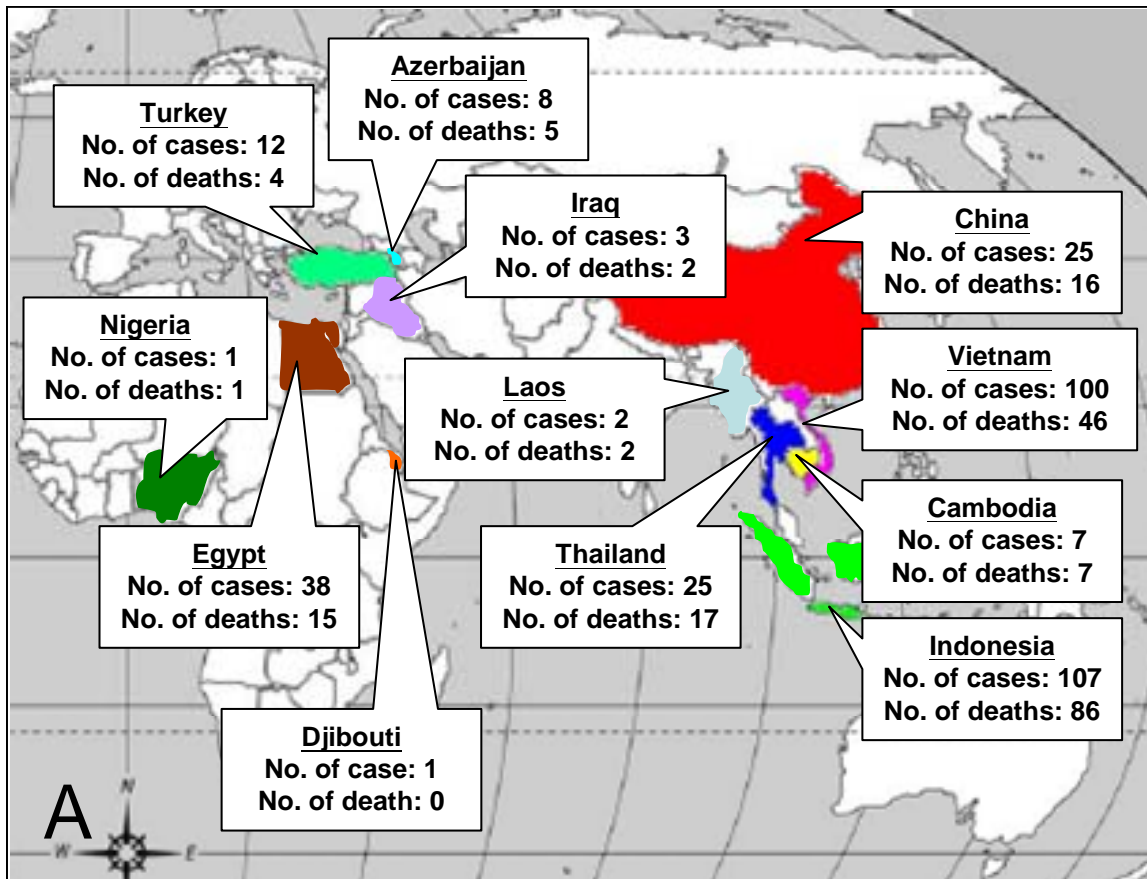 Azerbaijan
No. of cases: 8
No. of deaths: 5
Turkey
No. of cases: 12
No. of deaths: 4
Iraq
No. of cases: 3
No. of deaths: 2
China
No. of cases: 25
No. of deaths: 16
Nigeria
No. of cases: 1
No. of deaths: 1
Laos
No. of cases: 2
No. of deaths: 2
Vietnam
No. of cases: 100
No. of deaths: 46
Egypt
No. of cases: 38
No. of deaths: 15
Thailand
No. of cases: 25
No. of deaths: 17
Cambodia
No. of cases: 7
No. of deaths: 7
Indonesia
No. of cases: 107
No. of deaths: 86
Djibouti
No. of case: 1
No. of death: 0
A
N
W
E